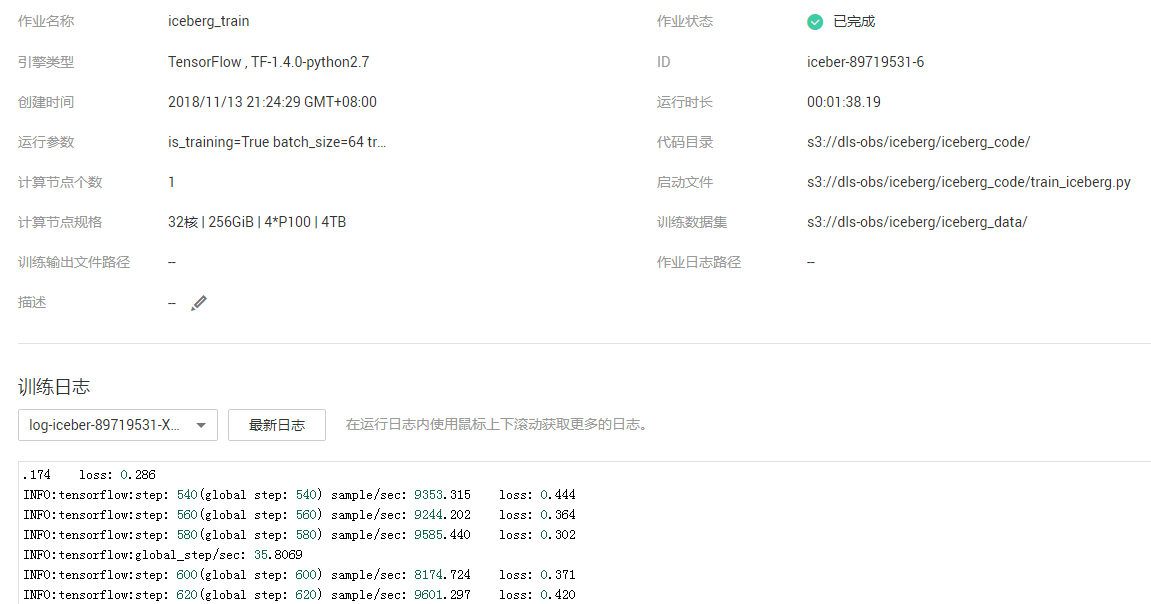 作业名称 iceberg_train 作业状态 已完成
引擎类型 TensorFlow , TF-1.4.0-python2.7 ID iceber-89719531-6
创建时间 2018/11/13 21:24:29 GMT+08:00 运行时长 00:01:38.19
运行参数 is_training=True batch_size=64 tr... 代码目录 s3://dls-obs/iceberg/iceberg_code/
计算节点个数 1 启动文件 s3://dls-obs/iceberg/iceberg_code/train_iceberg.py
计算节点规格 32核 | 256GiB | 4*P100 | 4TB 训练数据集 s3://dls-obs/iceberg/iceberg_data/
训练输出文件路径 -- 作业日志路径 --
描述 --
训练日志
log-iceber-89719531-X... 最新日志 在运行日志内使用鼠标上下滚动获取更多的日志。
.174 loss: 0.286
INFO:tensorflow:step: 540(global step: 540) sample/sec: 9353.315 loss: 0.444
INFO:tensorflow:step: 560(global step: 560) sample/sec: 9244.202 loss: 0.364
INFO:tensorflow:step: 580(global step: 580) sample/sec: 9585.440 loss: 0.302
INFO:tensorflow:global_step/sec: 35.8069
INFO:tensorflow:step: 600(global step: 600) sample/sec: 8174.724 loss: 0.371
INFO:tensorflow:step: 620(global step: 620) sample/sec: 9601.297 loss: 0.420